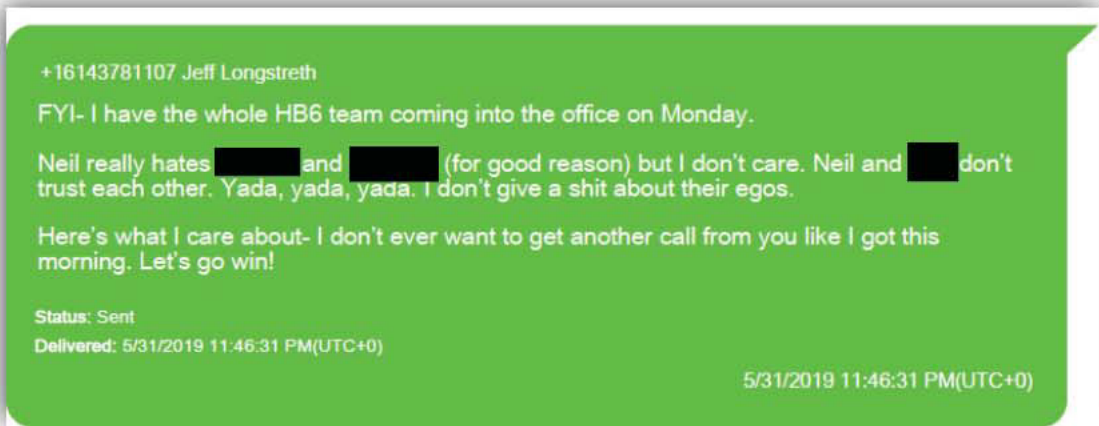 +16143781107 Jeff Longstreth
FYI- I have the whole HB6 team coming into the office on Monday.
Neil really hates and (for good reason) but I don't care. Neil and don't
trust each other. Yada, yada, yada. I don't give a shit about their egos.
Here's what I care about- I don't ever want to get another call from you like I got this
morning. Let's go win!
Status: Sent
Delivered: 5/31/2019 11:46:31 PM(UTC+0)
5/31/2019 11:46:31 PM(UTC+0)